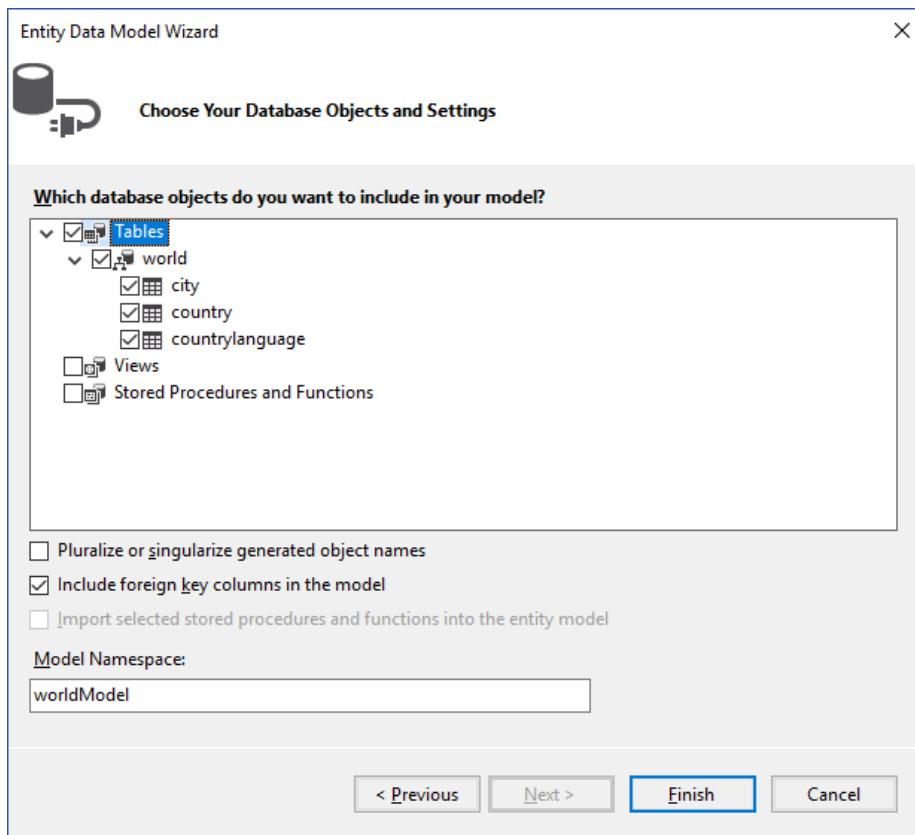 Entity Data Model Wizard
Choose Your Database Objects and Settings
Which database objects do you want to include in your model?
Tables
world
city
country
countrylanguage
Views
Stored Procedures and Functions
Pluralize or singularize generated object names
Include foreign key columns in the model
Import selected stored procedures and functions into the entity model
Model Namespace:
worldModel
< Previous Next > Finish Cancel